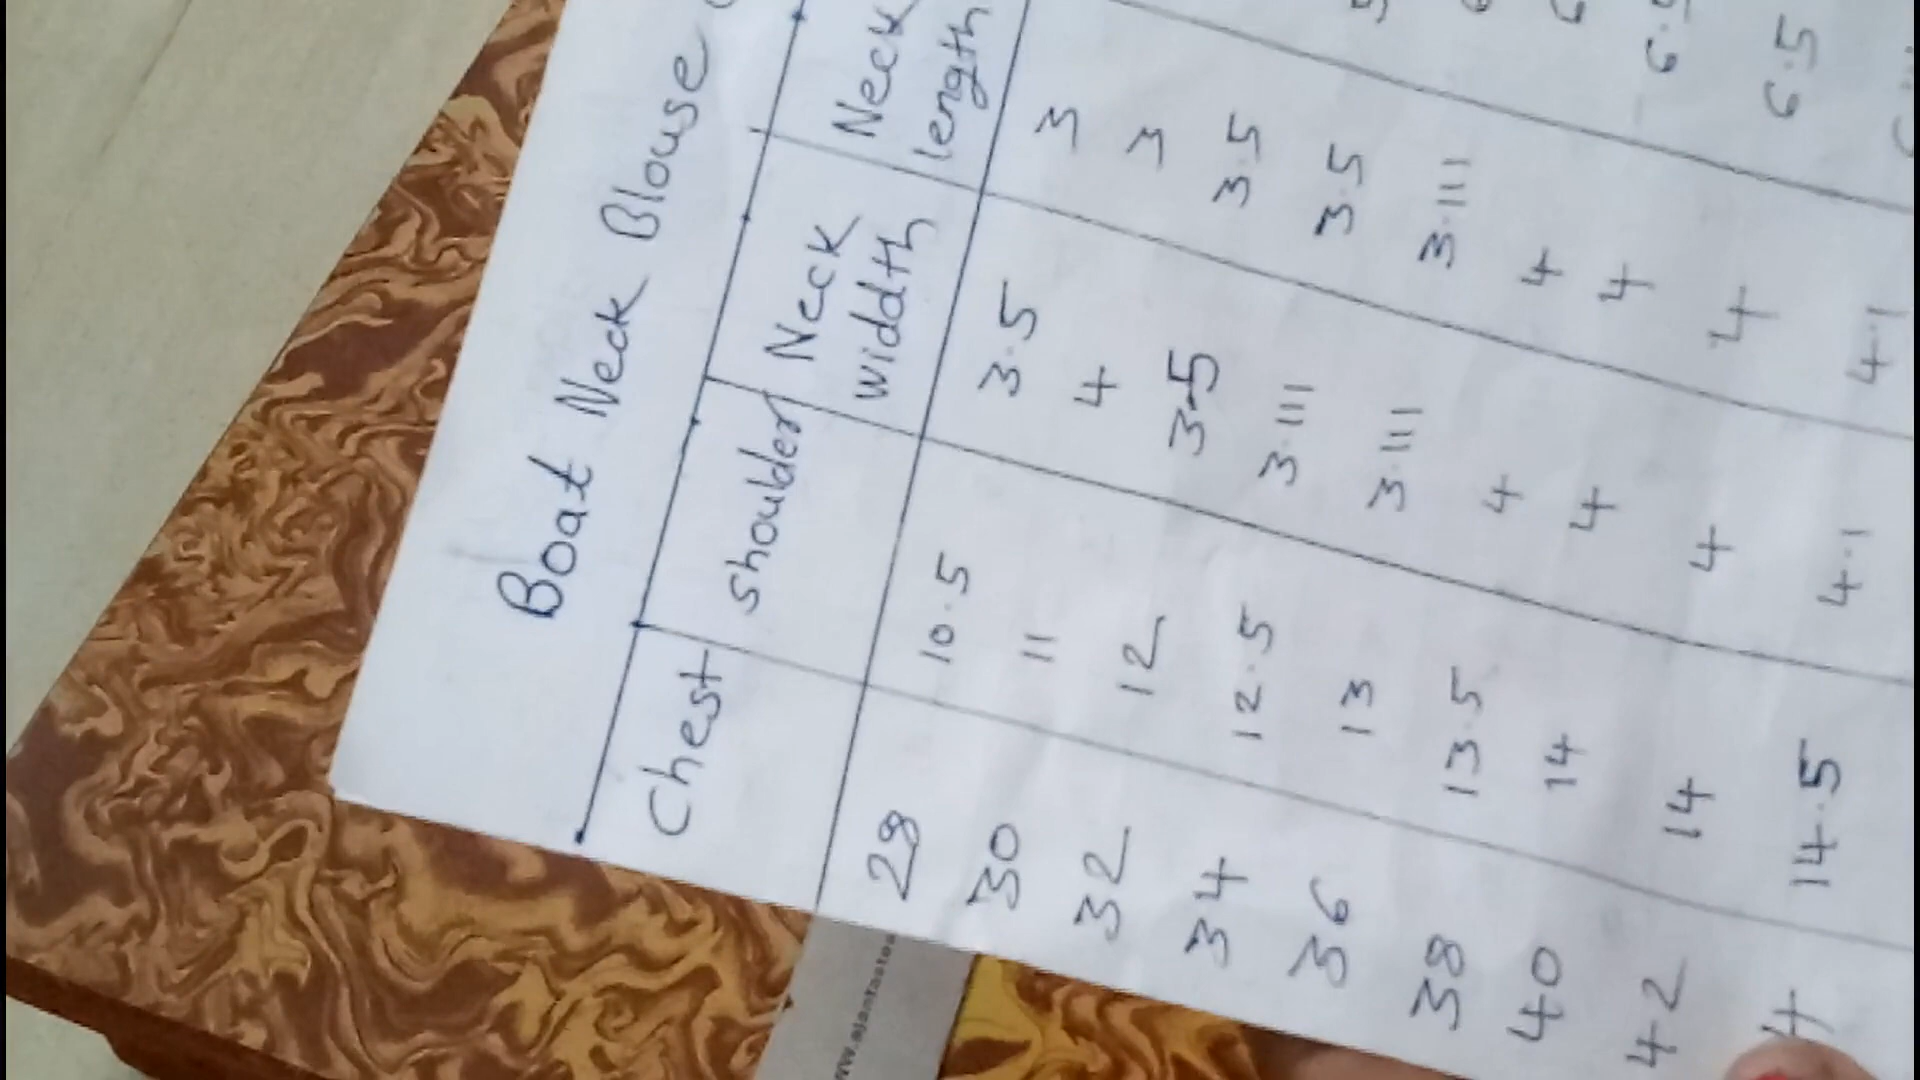 Boat Neck Blouse
Chest shoulder Neck widdth Neck length
28 10.5 3.5 3
30 11 4 3
32 12 3.5 3.5
34 12.5 3.111 3.5
36 13 3.111 3.111
38 13.5 4 4
40 14 4 4
42 14 4 4 6.5
14.5 4.1 4.1